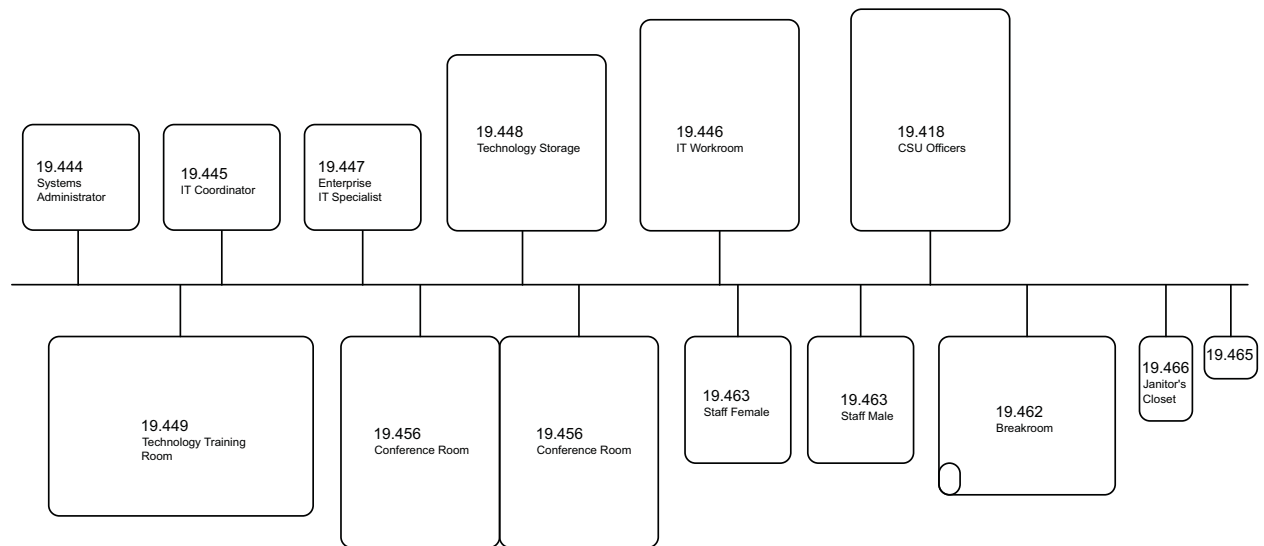 19.444
Systems
Administrator
19.445
IT Coordinator
19.447
Enterprise
IT Specialist
19.448
Technology Storage
19.446
IT Workroom
19.418
CSU Officers
19.449
Technology Training
Room
19.456
Conference Room
19.456
Conference Room
19.463
Staff Female
19.463
Staff Male
19.462
Breakroom
19.466
Janitor's
Closet
19.465